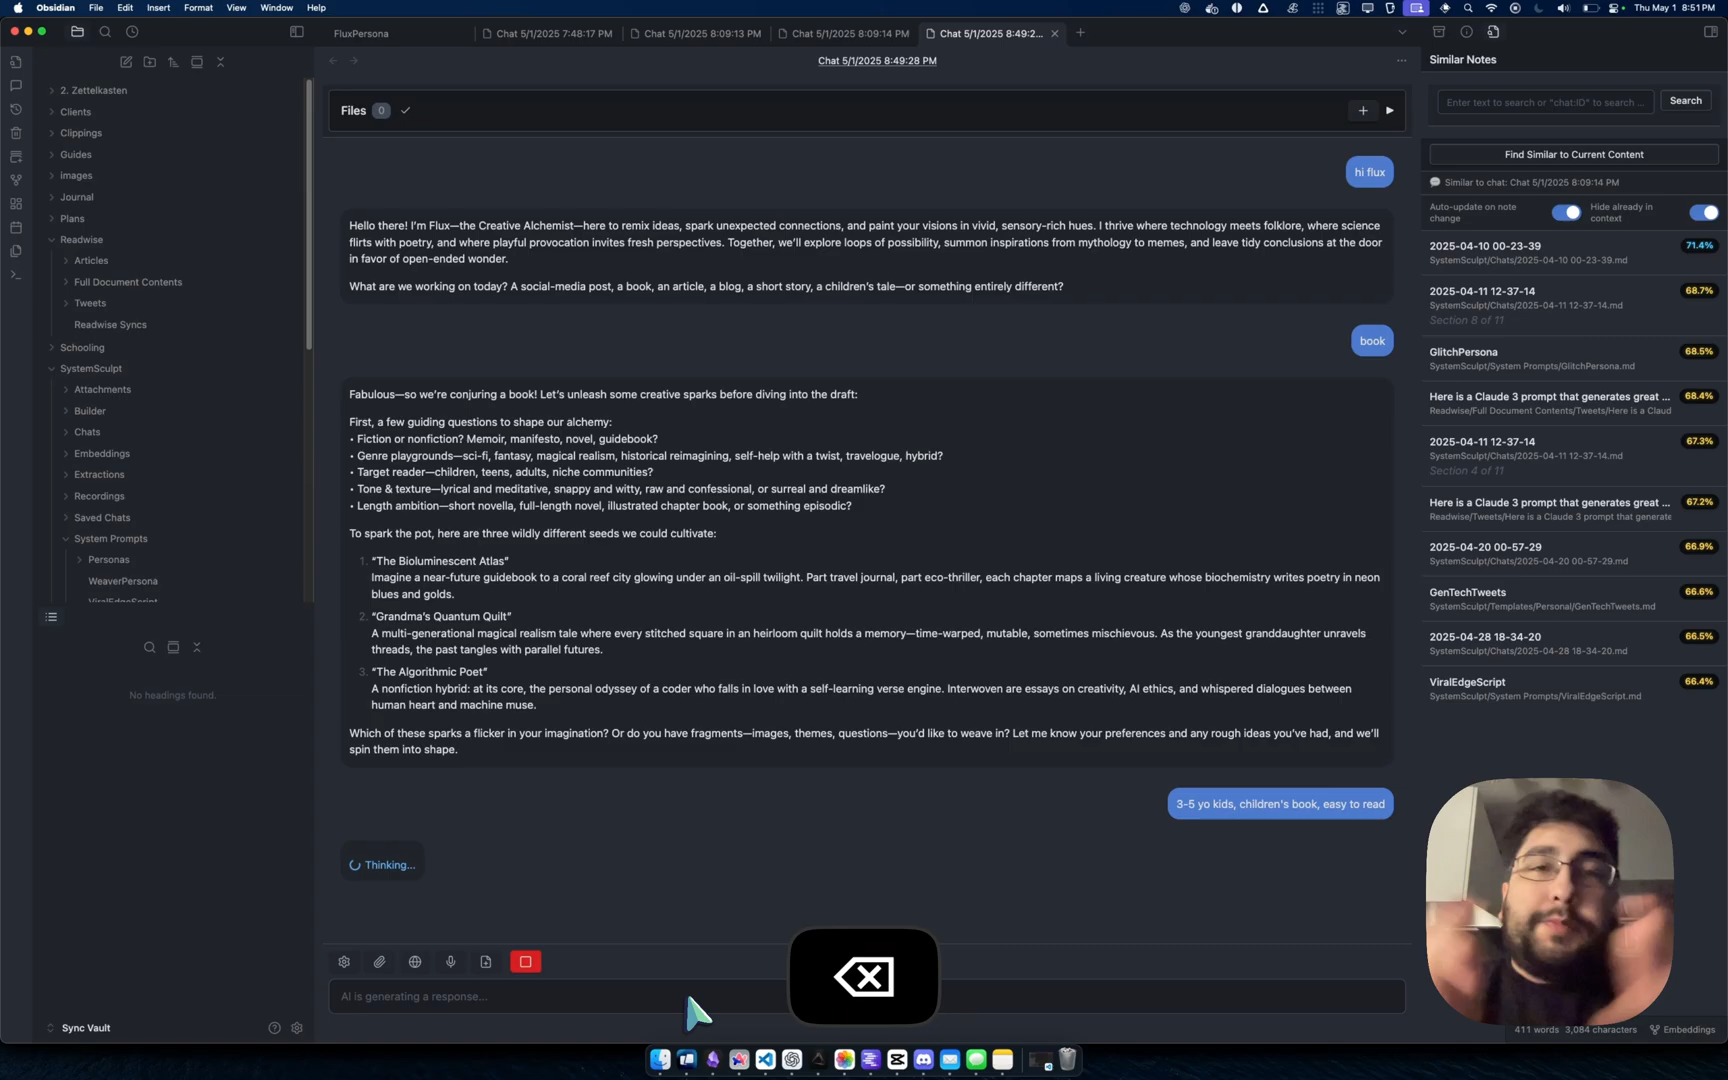 Obsidian File Edit Insert Format View Window Help
Thu May 1 8:51 PM
FluxPersona
Chat 5/1/2025 7:48:17 PM
Chat 5/1/2025 8:09:13 PM
Chat 5/1/2025 8:09:14 PM
Chat 5/1/2025 8:49:2...
2. Zettelkasten
Clients
Clippings
Guides
images
Journal
Plans
Readwise
Articles
Full Document Contents
Tweets
Readwise Syncs
Schooling
SystemSculpt
Attachments
Builder
Chats
Embeddings
Extractions
Recordings
Saved Chats
System Prompts
Personas
WeaverPersona
ViralEdgeScript
No headings found.
Sync Vault
Chat 5/1/2025 8:49:28 PM
Files 0
hi flux
Hello there! I'm Flux—the Creative Alchemist—here to remix ideas, spark unexpected connections, and paint your visions in vivid, sensory-rich hues. I thrive where technology meets folklore, where science
flirts with poetry, and where playful provocation invites fresh perspectives. Together, we'll explore loops of possibility, summon inspirations from mythology to memes, and leave tidy conclusions at the door
in favor of open-ended wonder.
What are we working on today? A social-media post, a book, an article, a blog, a short story, a children's tale—or something entirely different?
book
Fabulous—so we're conjuring a book! Let's unleash some creative sparks before diving into the draft:
First, a few guiding questions to shape our alchemy:
• Fiction or nonfiction? Memoir, manifesto, novel, guidebook?
• Genre playgrounds—sci-fi, fantasy, magical realism, historical reimagining, self-help with a twist, travelogue, hybrid?
• Target reader—children, teens, adults, niche communities?
• Tone & texture—lyrical and meditative, snappy and witty, raw and confessional, or surreal and dreamlike?
• Length ambition—short novella, full-length novel, illustrated chapter book, or something episodic?
To spark the pot, here are three wildly different seeds we could cultivate:
1. “The Bioluminescent Atlas”
Imagine a near-future guidebook to a coral reef city glowing under an oil-spill twilight. Part travel journal, part eco-thriller, each chapter maps a living creature whose biochemistry writes poetry in neon
blues and golds.
2. “Grandma's Quantum Quilt”
A multi-generational magical realism tale where every stitched square in an heirloom quilt holds a memory—time-warped, mutable, sometimes mischievous. As the youngest granddaughter unravels
threads, the past tangles with parallel futures.
3. “The Algorithmic Poet”
A nonfiction hybrid: at its core, the personal odyssey of a coder who falls in love with a self-learning verse engine. Interwoven are essays on creativity, AI ethics, and whispered dialogues between
human heart and machine muse.
Which of these sparks a flicker in your imagination? Or do you have fragments—images, themes, questions—you'd like to weave in? Let me know your preferences and any rough ideas you've had, and we'll
spin them into shape.
3-5 yo kids, children's book, easy to read
Thinking...
AI is generating a response...
Similar Notes
Enter text to search or "chat:ID" to search ...
Search
Find Similar to Current Content
Similar to chat: Chat 5/1/2025 8:09:14 PM
Auto-update on note
change
Hide already in
context
2025-04-10 00-23-39 71.4%
SystemSculpt/Chats/2025-04-10 00-23-39.md
2025-04-11 12-37-14 68.7%
SystemSculpt/Chats/2025-04-11 12-37-14.md
Section 8 of 11
GlitchPersona 68.5%
SystemSculpt/System Prompts/GlitchPersona.md
Here is a Claude 3 prompt that generates great ... 68.4%
Readwise/Full Document Contents/Tweets/Here is a Claud
2025-04-11 12-37-14 67.3%
SystemSculpt/Chats/2025-04-11 12-37-14.md
Section 4 of 11
Here is a Claude 3 prompt that generates great ... 67.2%
Readwise/Tweets/Here is a Claude 3 prompt that generate
2025-04-20 00-57-29 66.9%
SystemSculpt/Chats/2025-04-20 00-57-29.md
GenTechTweets 66.6%
SystemSculpt/Templates/Personal/GenTechTweets.md
2025-04-28 18-34-20 66.5%
SystemSculpt/Chats/2025-04-28 18-34-20.md
ViralEdgeScript 66.4%
SystemSculpt/System Prompts/ViralEdgeScript.md
411 words 3,084 characters Embeddings